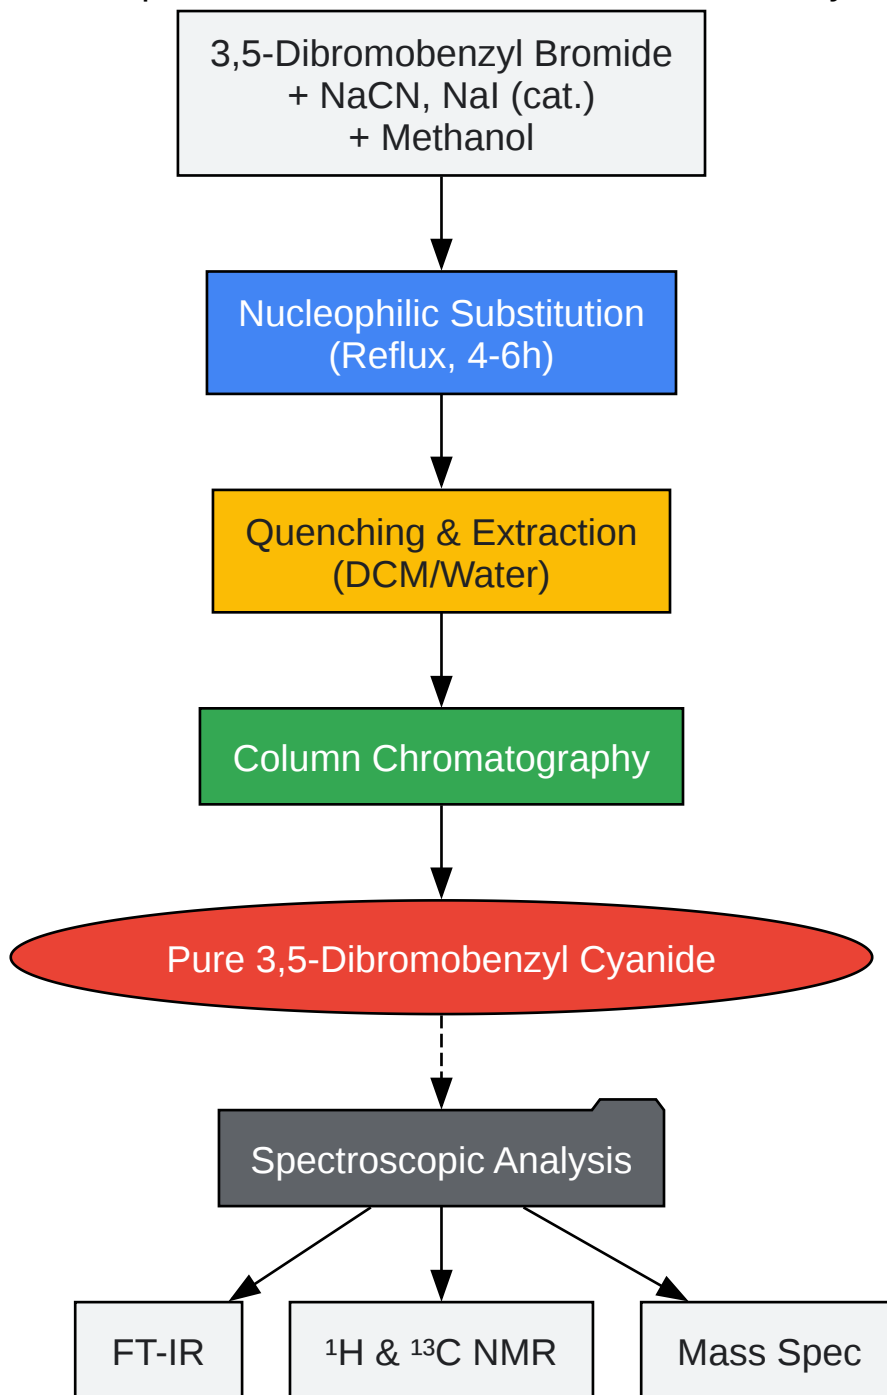 3,5-Dibromobenzyl Bromide
+ NaCN, NaI (cat.)
+ Methanol
Nucleophilic Substitution
(Reflux, 4-6h)
Quenching & Extraction
(DCM/Water)
Column Chromatography
Pure 3,5-Dibromobenzyl Cyanide
Spectroscopic Analysis
FT-IR
¹H & ¹³C NMR
Mass Spec